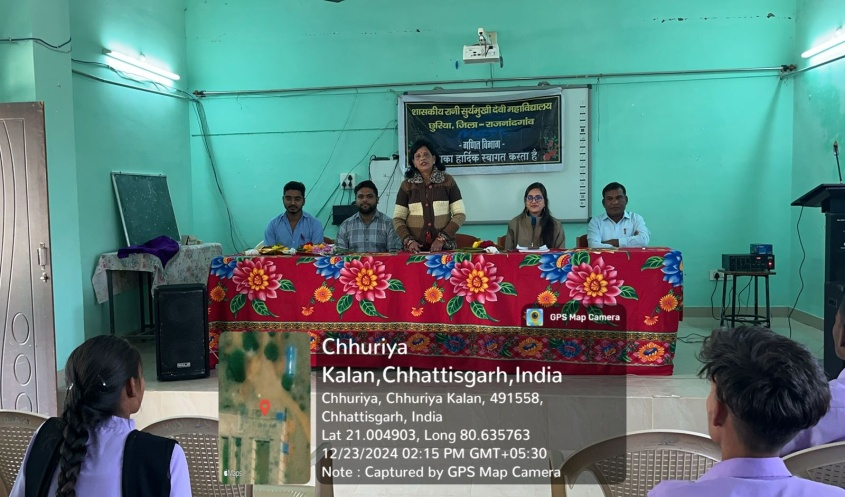 शासकीय रानी सुर्यमुखी देवी महाविद्यालय
छुरिया, जिला - राजनांदगांव
- गणित विभाग -
का हार्दिक स्वागत करता है
GPS Map Camera
Chhuriya
Kalan,Chhattisgarh,India
Chhuriya, Chhuriya Kalan, 491558,
Chhattisgarh, India
Lat 21.004903, Long 80.635763
12/23/2024 02:15 PM GMT+05:30
Note : Captured by GPS Map Camera
Maps